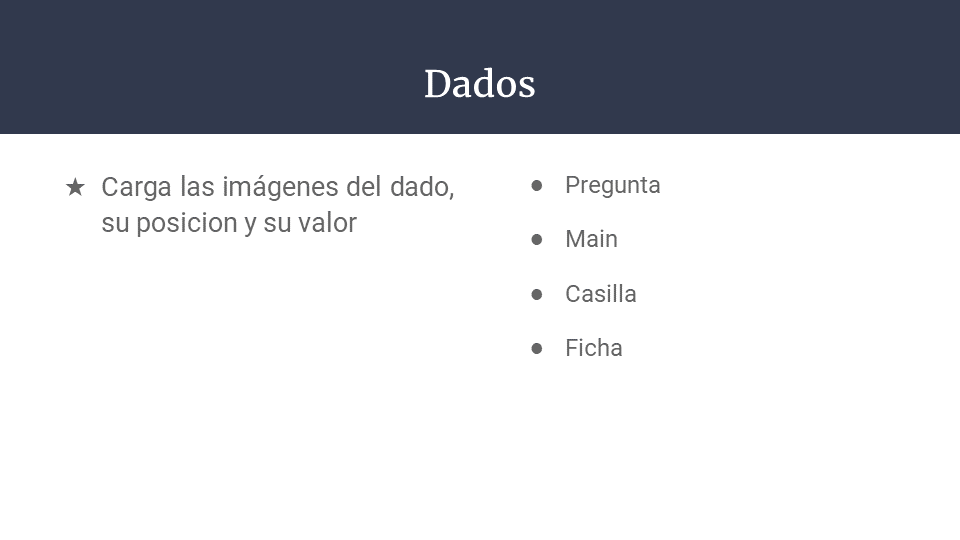 Dados
★ Carga las imágenes del dado,
su posicion y su valor
● Pregunta
● Main
● Casilla
● Ficha